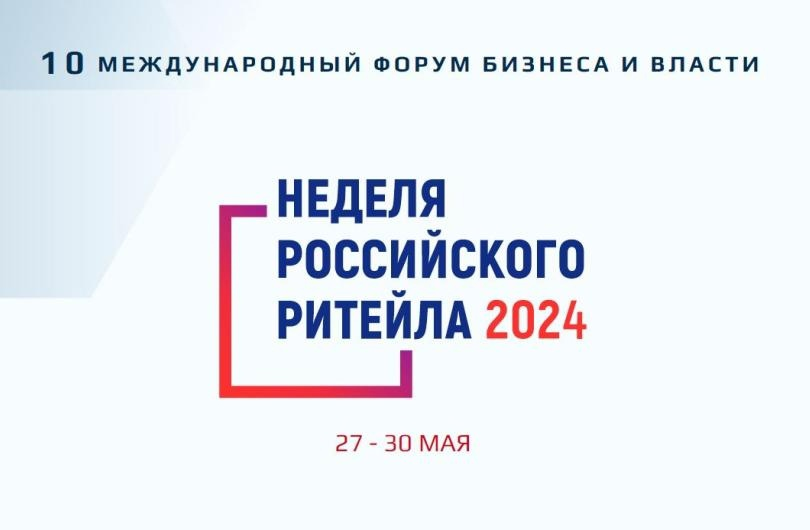 10 МЕЖДУНАРОДНЫЙ ФОРУМ БИЗНЕСА И ВЛАСТИ
НЕДЕЛЯ
РОССИЙСКОГО
РИТЕЙЛА 2024
27 - 30 МАЯ